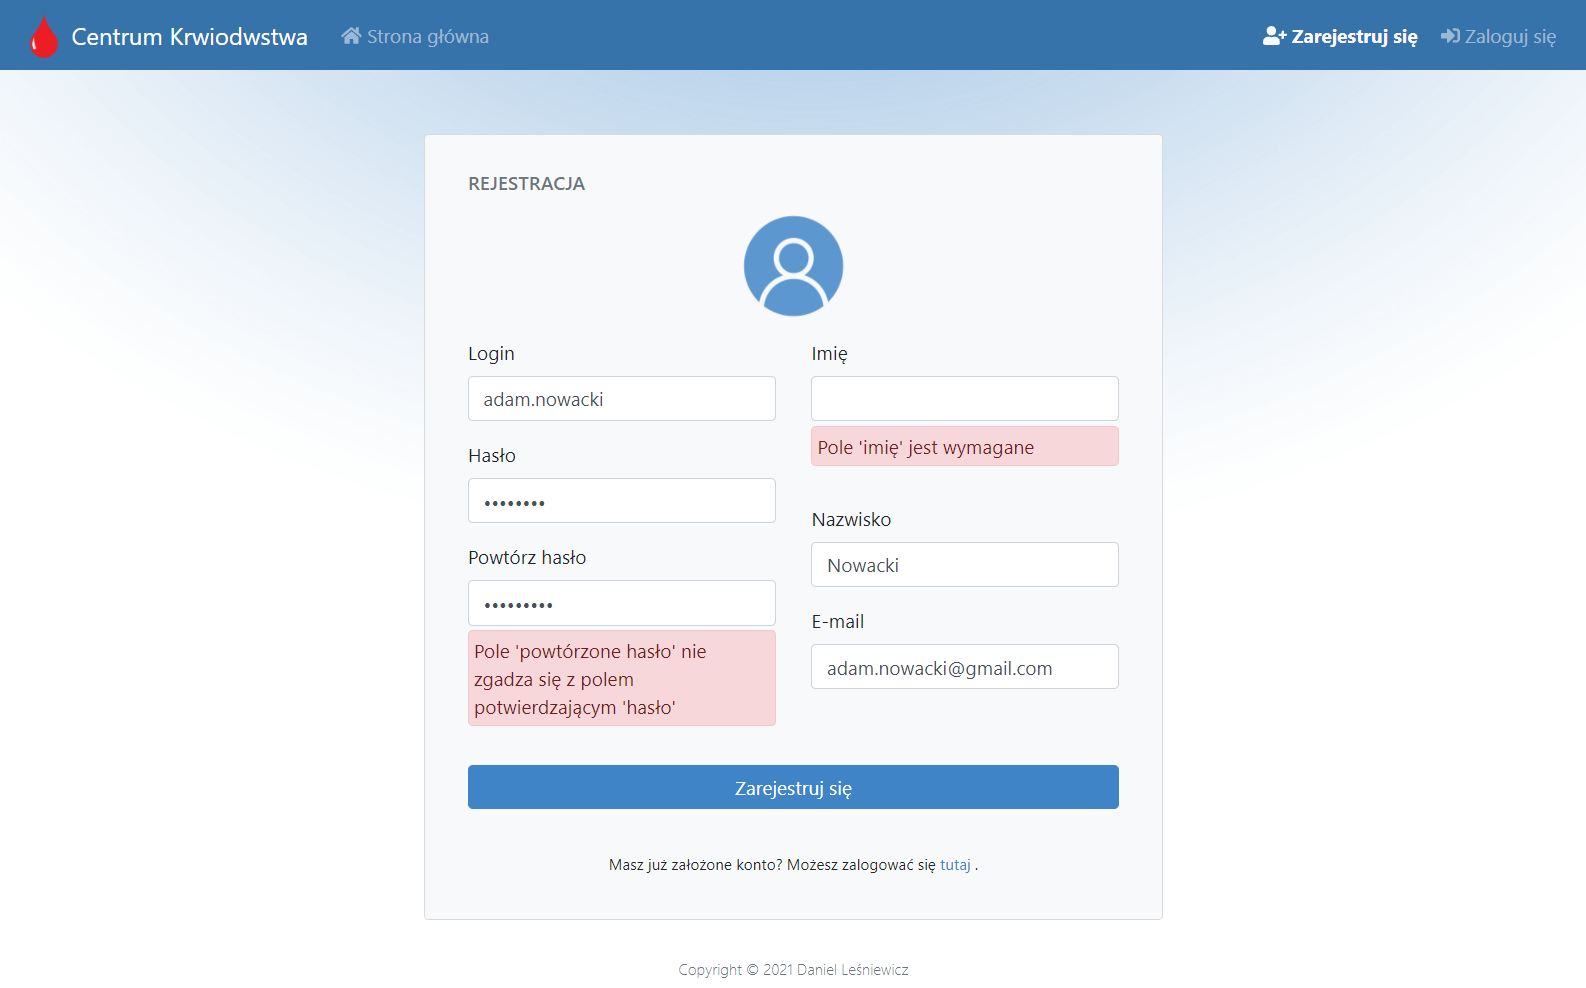 Centrum Krwiodwstwa
Strona główna
Zarejestruj się
Zaloguj się
REJESTRACJA
Login
adam.nowacki
Hasło
••••••••
Powtórz hasło
•••••••••
Pole 'powtórzone hasło' nie
zgadza się z polem
potwierdzającym 'hasło'
Imię
Pole 'imię' jest wymagane
Nazwisko
Nowacki
E-mail
adam.nowacki@gmail.com
Zarejestruj się
Masz już założone konto? Możesz zalogować się tutaj .
Copyright © 2021 Daniel Leśniewicz